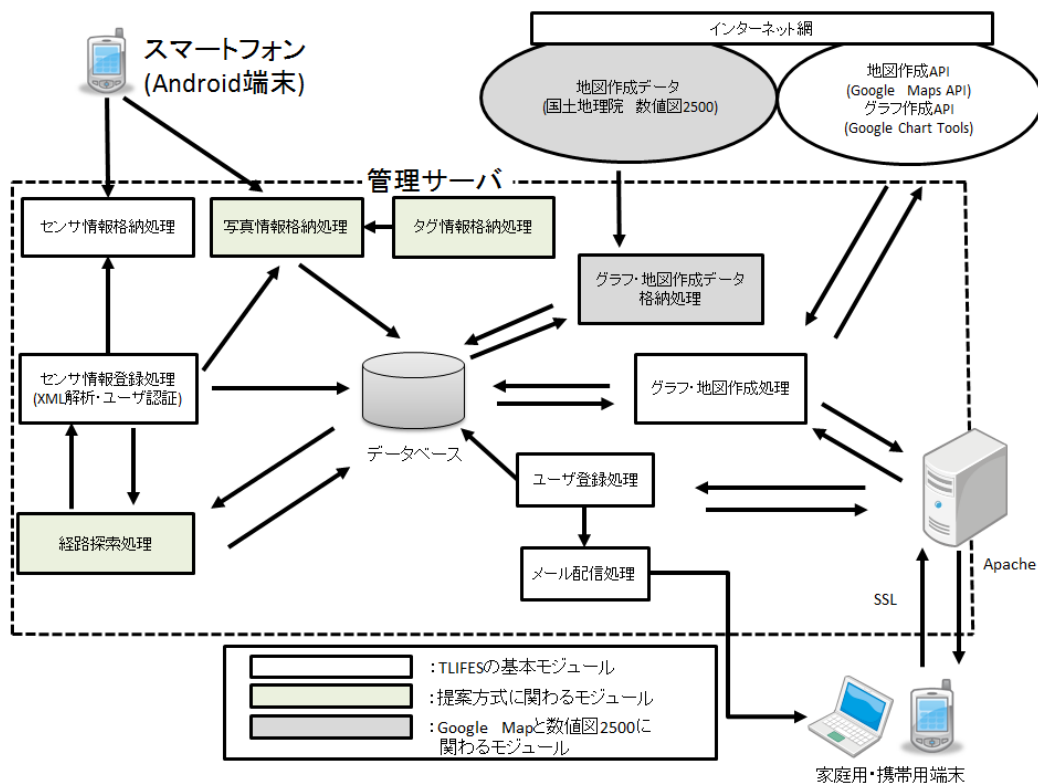 インターネット網
スマートフォン
(Android端末)
地図作成データ
(国土地理院 数値図2500)
地図作成API
(Google Maps API)
グラフ作成API
(Google Chart Tools)
管理サーバ
センサ情報格納処理
写真情報格納処理
タグ情報格納処理
グラフ・地図作成データ
格納処理
センサ情報登録処理
(XML解析・ユーザ認証)
グラフ・地図作成処理
データベース
ユーザ登録処理
経路探索処理
メール配信処理
Apache
SSL
:TLIFESの基本モジュール
:提案方式に関わるモジュール
:Google Mapと数値図2500に
関わるモジュール
家庭用・携帯用端末